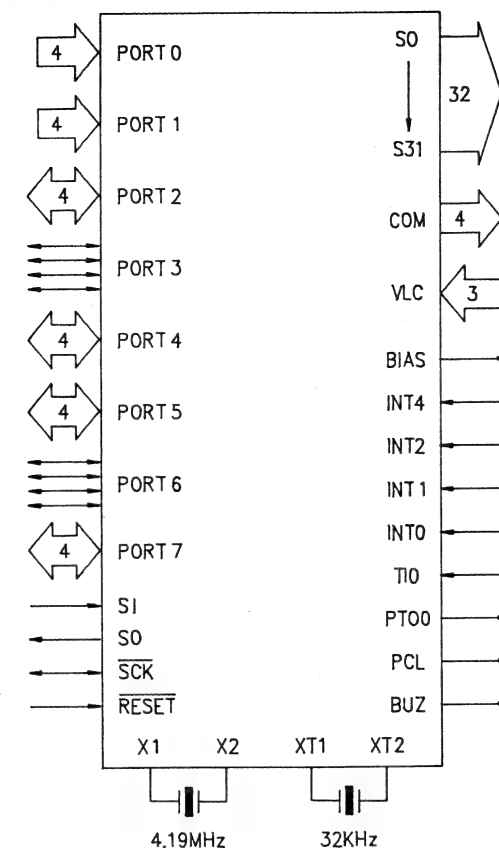 4 PORT 0
4 PORT 1
4 PORT 2
PORT 3
4 PORT 4
4 PORT 5
PORT 6
4 PORT 7
SI
SO
SCK
RESET
S0
32
S31
COM 4
VLC 3
BIAS
INT4
INT2
INT1
INT0
TI0
PTO0
PCL
BUZ
X1 X2 XT1 XT2
4.19MHz 32KHz